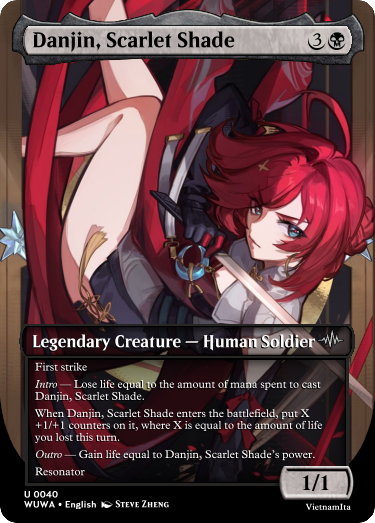 Danjin, Scarlet Shade 3
Legendary Creature — Human Soldier
First strike
Intro — Lose life equal to the amount of mana spent to cast
Danjin, Scarlet Shade.
When Danjin, Scarlet Shade enters the battlefield, put X
+1/+1 counters on it, where X is equal to the amount of life
you lost this turn.
Outro — Gain life equal to Danjin, Scarlet Shade's power.
Resonator
1/1
U 0040
WUWA • English STEVE ZHENG
VietnamIta